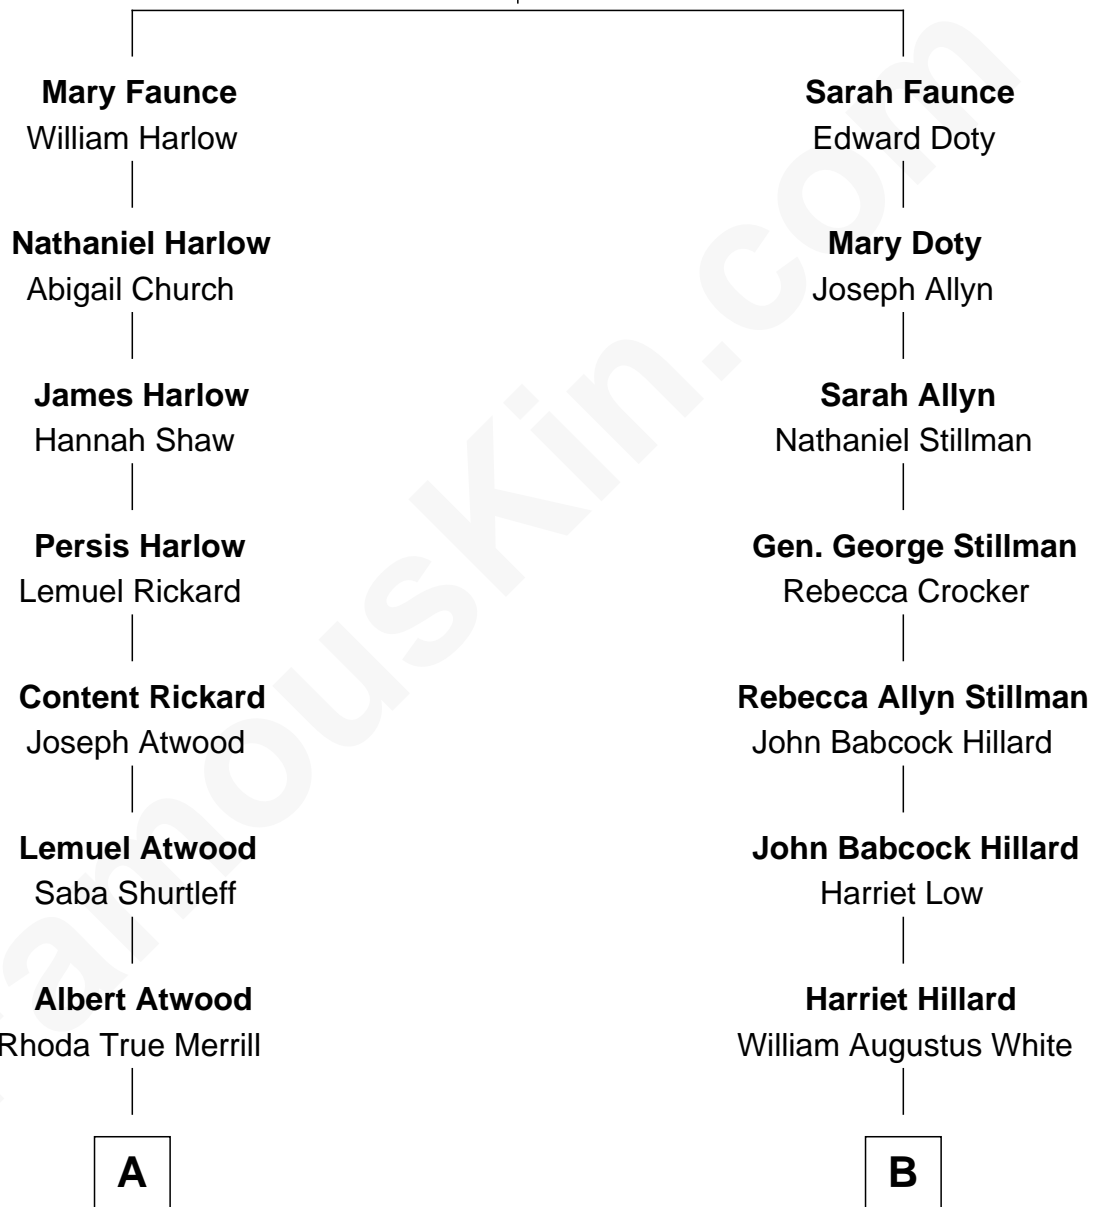 Mary Faunce
William Harlow
Nathaniel Harlow
Abigail Church
James Harlow
Hannah Shaw
Persis Harlow
Lemuel Rickard
Content Rickard
Joseph Atwood
Lemuel Atwood
Saba Shurtleff
Albert Atwood
Rhoda True Merrill
A
Sarah Faunce
Edward Doty
Mary Doty
Joseph Allyn
Sarah Allyn
Nathaniel Stillman
Gen. George Stillman
Rebecca Crocker
Rebecca Allyn Stillman
John Babcock Hillard
John Babcock Hillard
Harriet Low
Harriet Hillard
William Augustus White
B
FamousKin.com